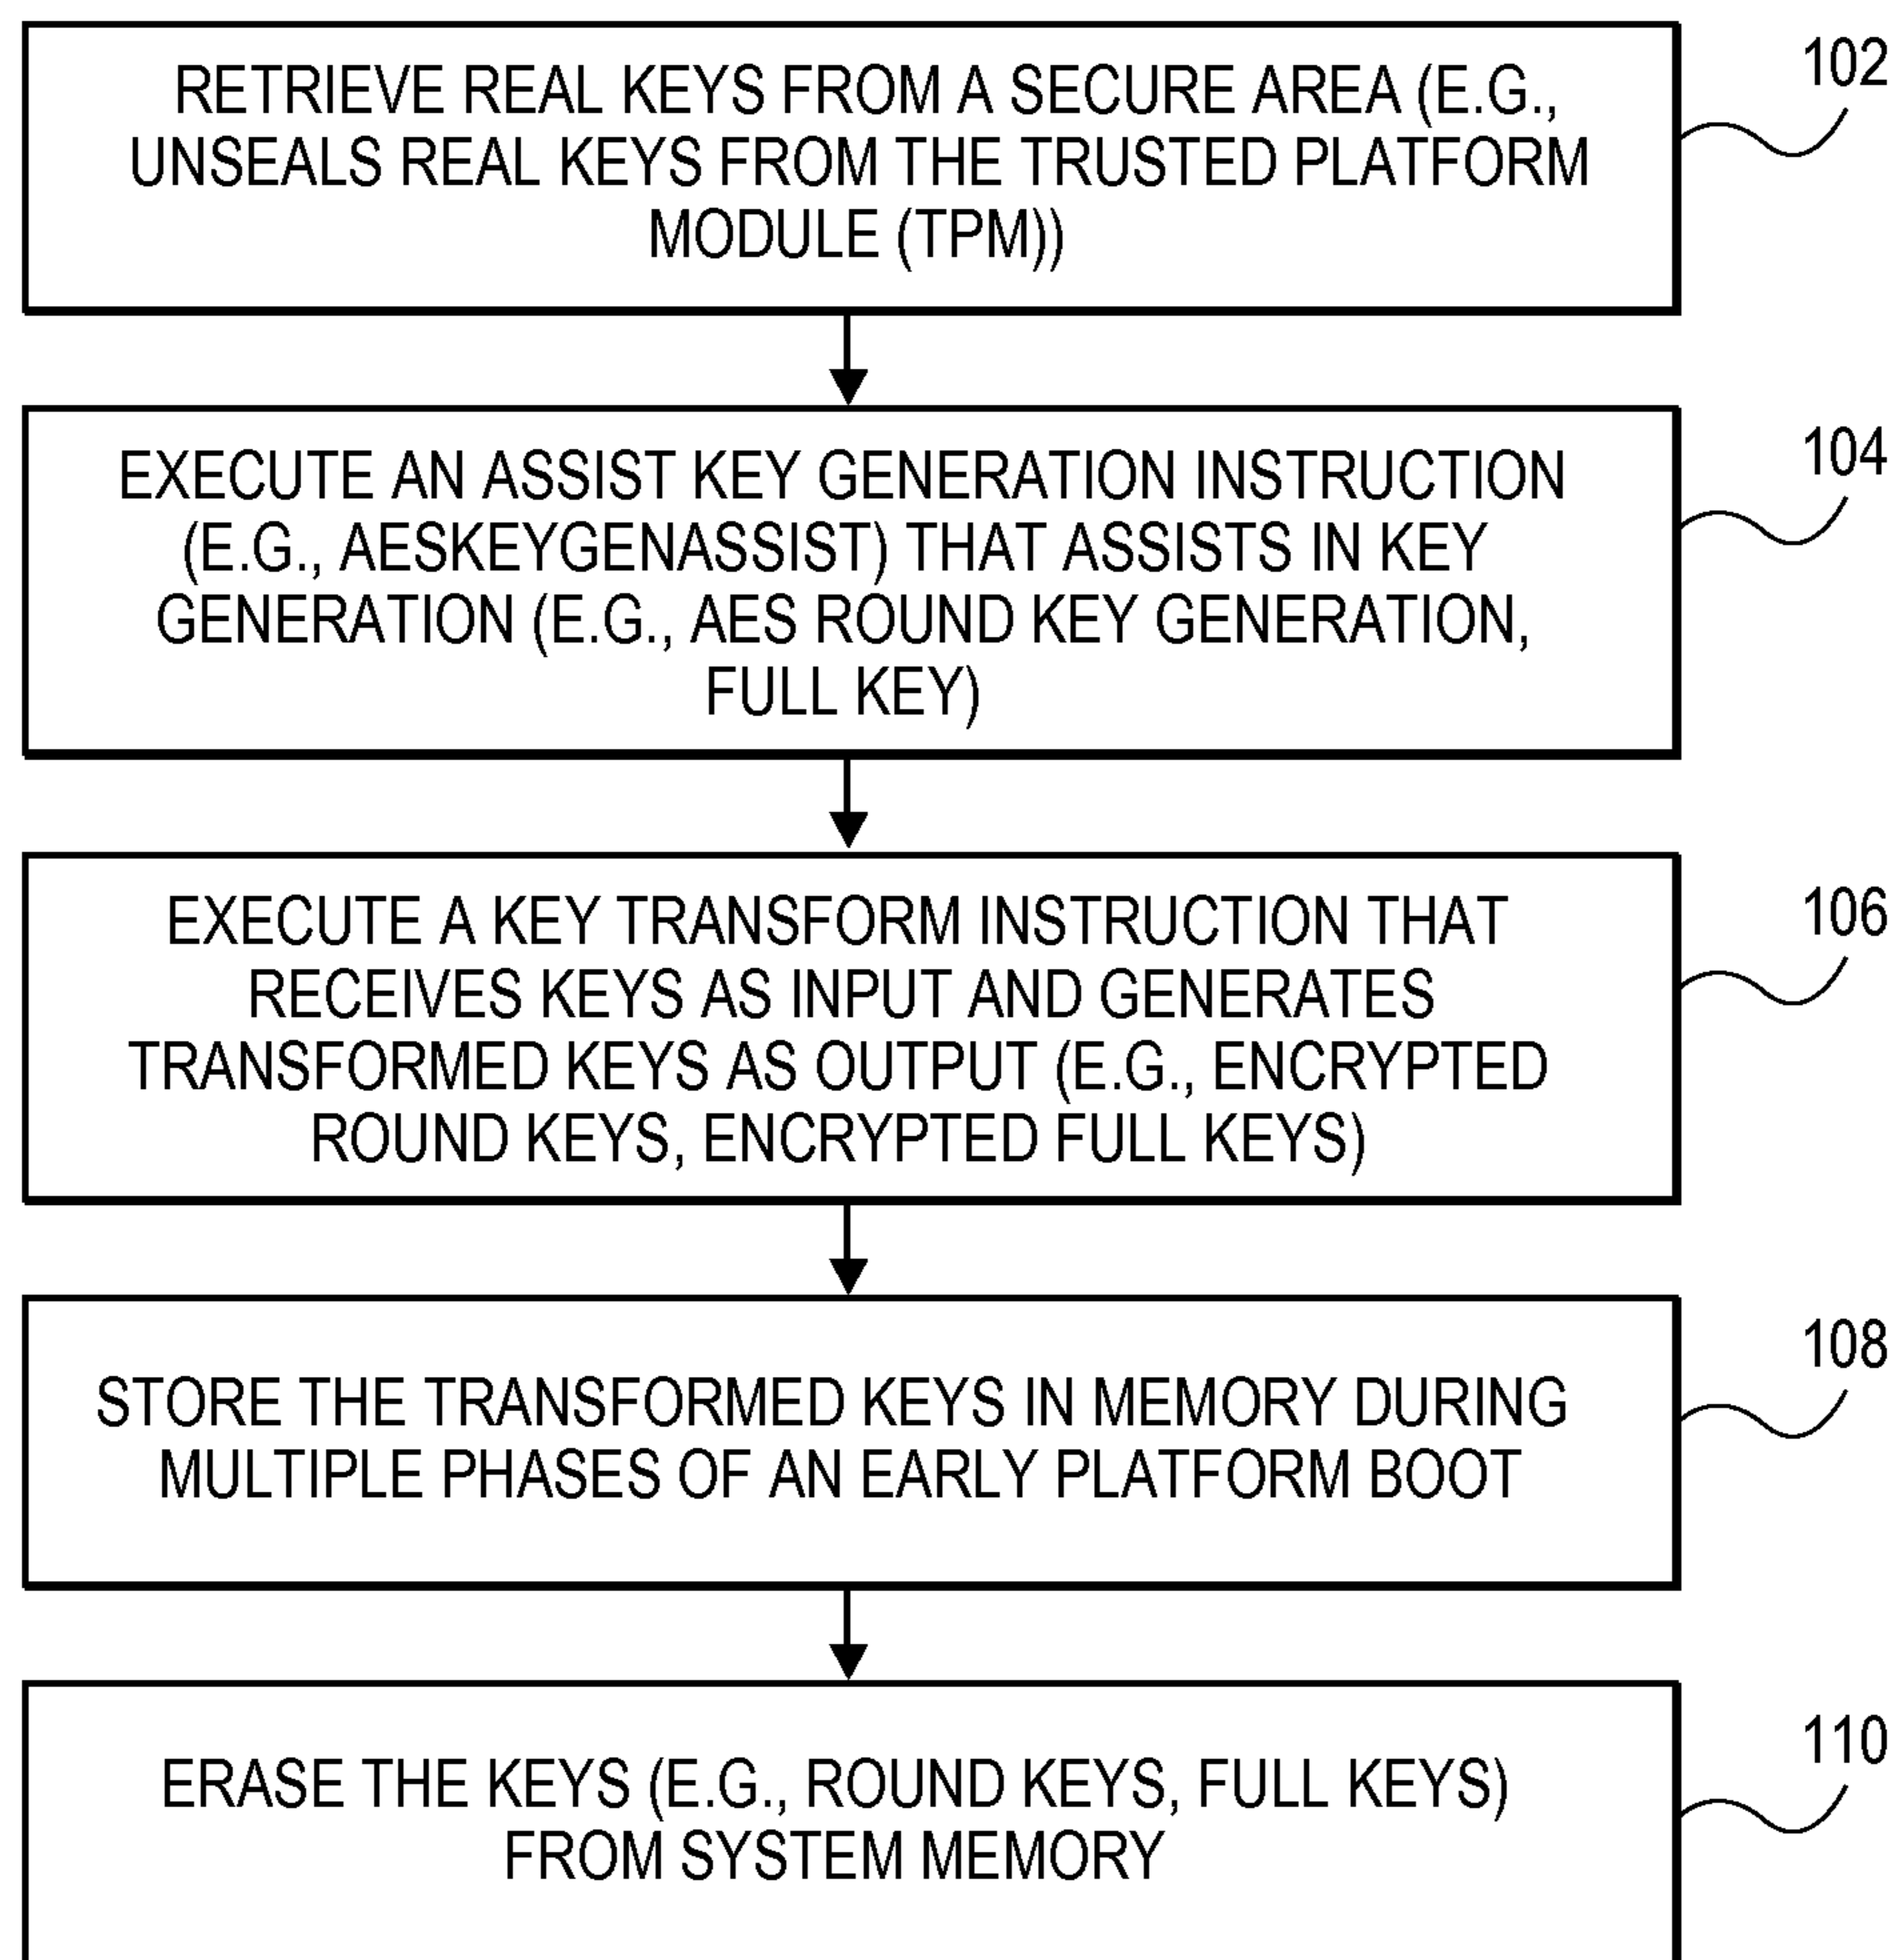 RETRIEVE REAL KEYS FROM A SECURE AREA (E.G.,
UNSEALS REAL KEYS FROM THE TRUSTED PLATFORM
MODULE (TPM))
102
EXECUTE AN ASSIST KEY GENERATION INSTRUCTION
(E.G., AESKEYGENASSIST) THAT ASSISTS IN KEY
GENERATION (E.G., AES ROUND KEY GENERATION,
FULL KEY)
104
EXECUTE A KEY TRANSFORM INSTRUCTION THAT
RECEIVES KEYS AS INPUT AND GENERATES
TRANSFORMED KEYS AS OUTPUT (E.G., ENCRYPTED
ROUND KEYS, ENCRYPTED FULL KEYS)
106
STORE THE TRANSFORMED KEYS IN MEMORY DURING
MULTIPLE PHASES OF AN EARLY PLATFORM BOOT
108
ERASE THE KEYS (E.G., ROUND KEYS, FULL KEYS)
FROM SYSTEM MEMORY
110